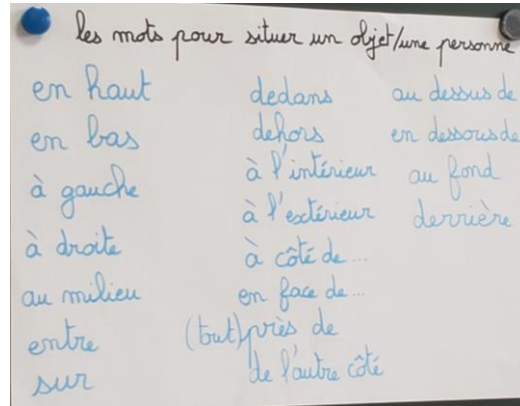 les mots pour situer un objet/une personne
en haut
en bas
à gauche
à droite
au milieu
entre
sur
dedans
dehors
à l'intérieur
à l'extérieur
à côté de...
en face de...
(tout) près de
de l'autre côté
au dessus de
en dessous de
au fond
derrière